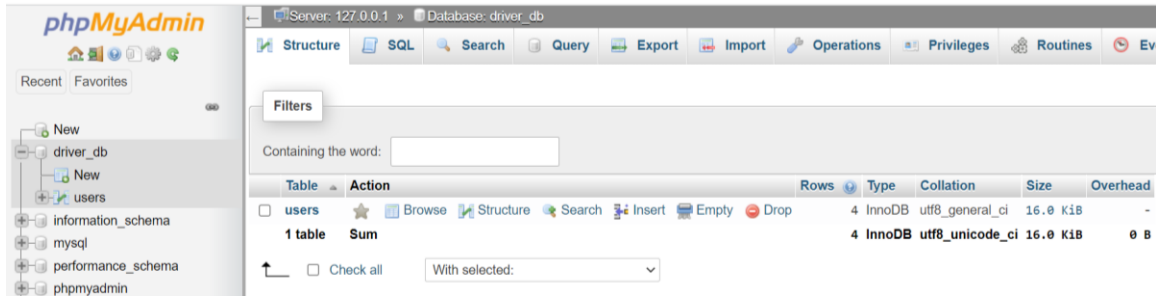 phpMyAdmin
Recent Favorites
New
driver_db
New
users
information_schema
mysql
performance_schema
phpmyadmin
Server: 127.0.0.1 » Database: driver_db
Structure SQL Search Query Export Import Operations Privileges Routines Ev
Filters
Containing the word:
Table Action Rows Type Collation Size Overhead
users Browse Structure Search Insert Empty Drop 4 InnoDB utf8_general_ci 16.0 KiB -
1 table Sum 4 InnoDB utf8_unicode_ci 16.0 KiB 0 B
Check all With selected: